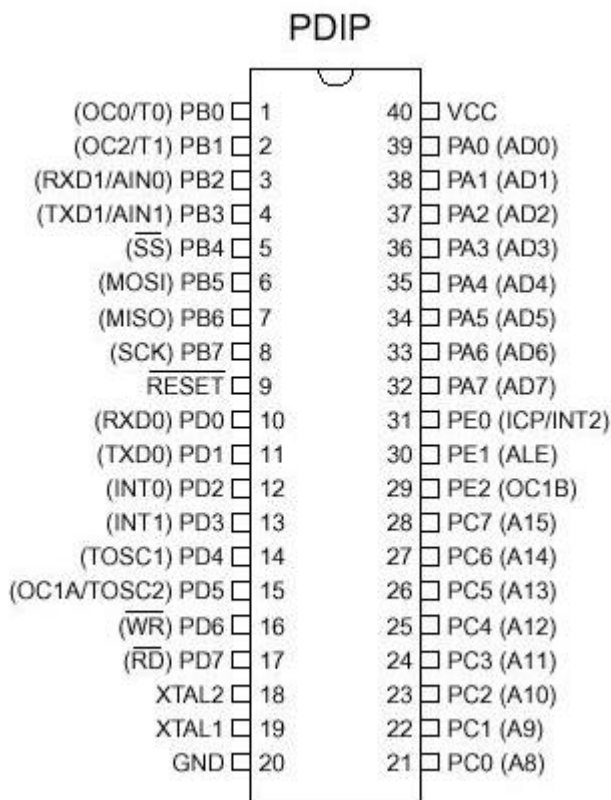 PDIP
(OC0/T0) PB0 1 40 VCC
(OC2/T1) PB1 2 39 PA0 (AD0)
(RXD1/AIN0) PB2 3 38 PA1 (AD1)
(TXD1/AIN1) PB3 4 37 PA2 (AD2)
(S̅S̅) PB4 5 36 PA3 (AD3)
(MOSI) PB5 6 35 PA4 (AD4)
(MISO) PB6 7 34 PA5 (AD5)
(SCK) PB7 8 33 PA6 (AD6)
R̅E̅S̅E̅T̅ 9 32 PA7 (AD7)
(RXD0) PD0 10 31 PE0 (ICP/INT2)
(TXD0) PD1 11 30 PE1 (ALE)
(INT0) PD2 12 29 PE2 (OC1B)
(INT1) PD3 13 28 PC7 (A15)
(TOSC1) PD4 14 27 PC6 (A14)
(OC1A/TOSC2) PD5 15 26 PC5 (A13)
(W̅R̅) PD6 16 25 PC4 (A12)
(R̅D̅) PD7 17 24 PC3 (A11)
XTAL2 18 23 PC2 (A10)
XTAL1 19 22 PC1 (A9)
GND 20 21 PC0 (A8)